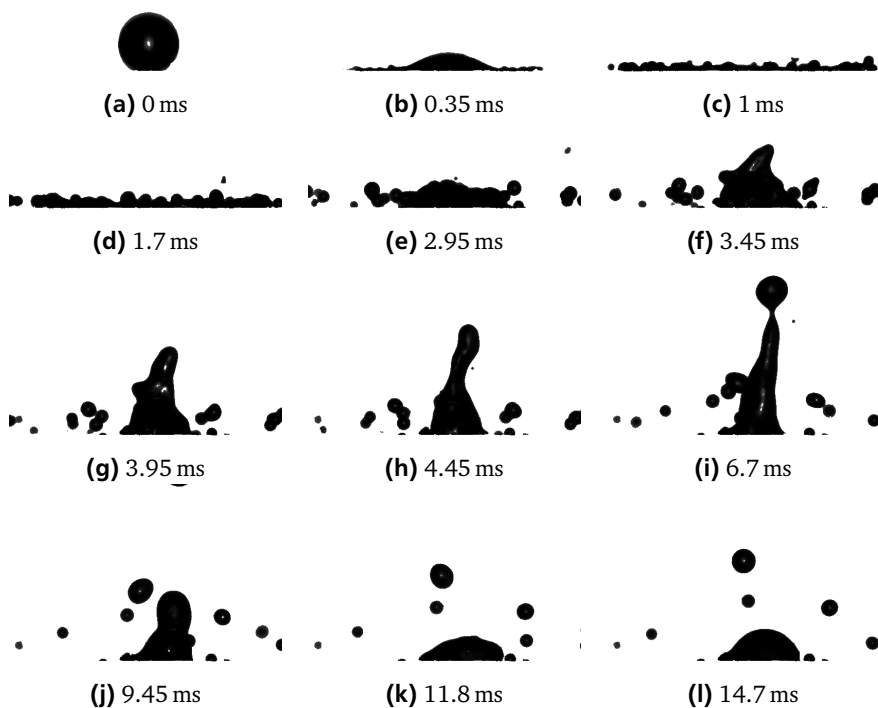 (a) 0 ms
(b) 0.35 ms
(c) 1 ms
(d) 1.7 ms
(e) 2.95 ms
(f) 3.45 ms
(g) 3.95 ms
(h) 4.45 ms
(i) 6.7 ms
(j) 9.45 ms
(k) 11.8 ms
(l) 14.7 ms